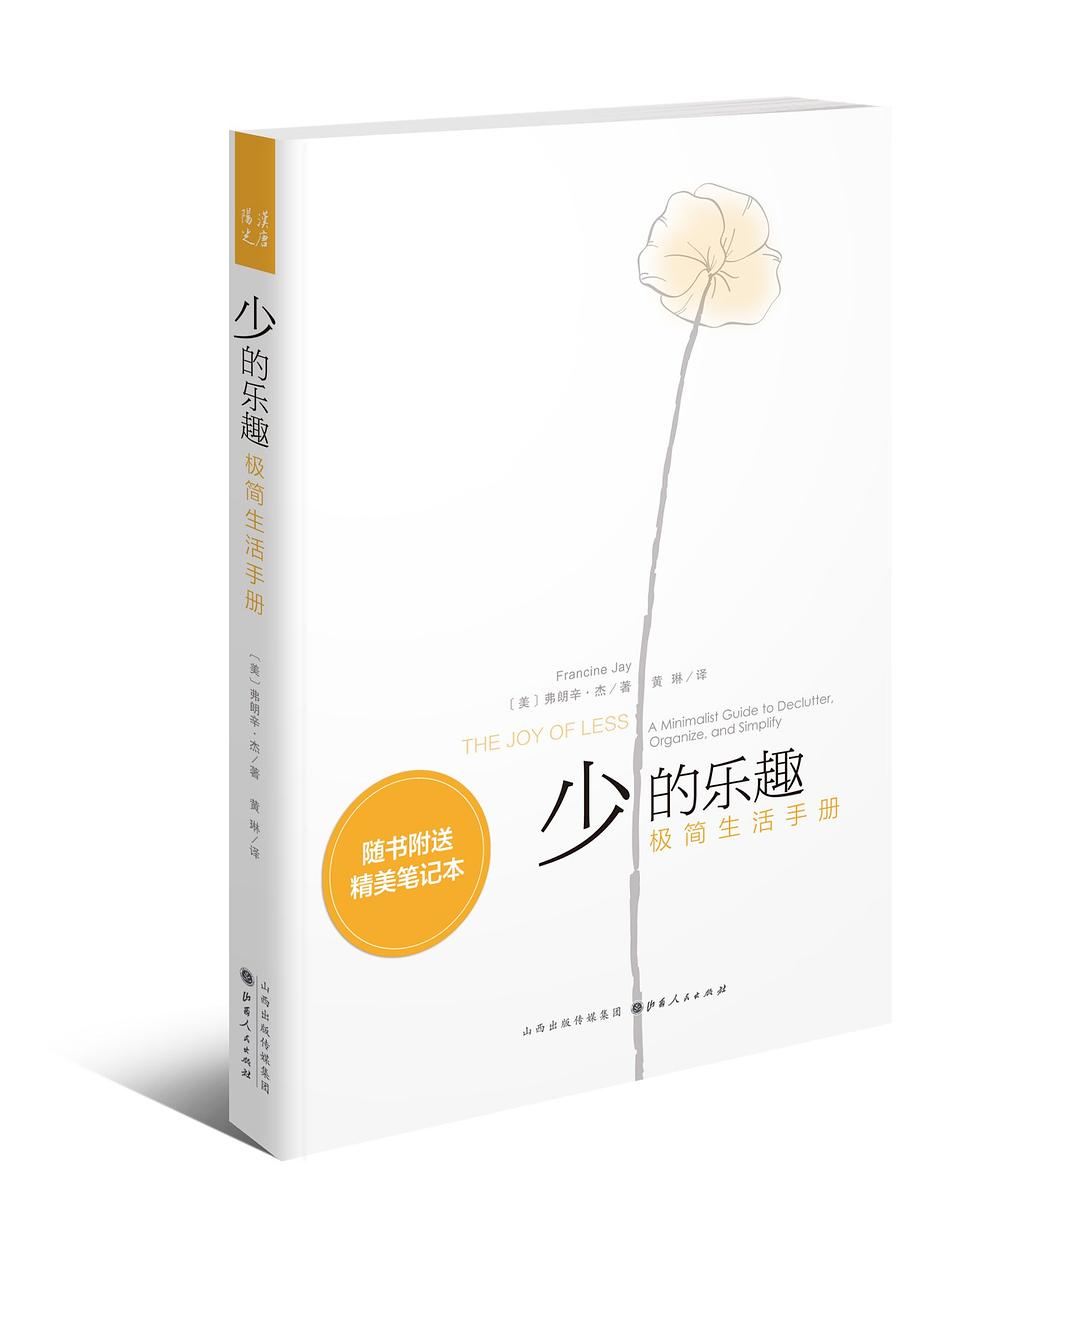 漢唐
陽光
少的乐趣
极简生活手册
〔美〕弗朗辛·杰/著 黄琳/译
山西出版传媒集团
山西人民出版社
Francine Jay
〔美〕弗朗辛·杰/著 黄 琳/译
THE JOY OF LESS
A Minimalist Guide to Declutter,
Organize, and Simplify
少的乐趣
极简生活手册
随书附送
精美笔记本
山西出版传媒集团 山西人民出版社